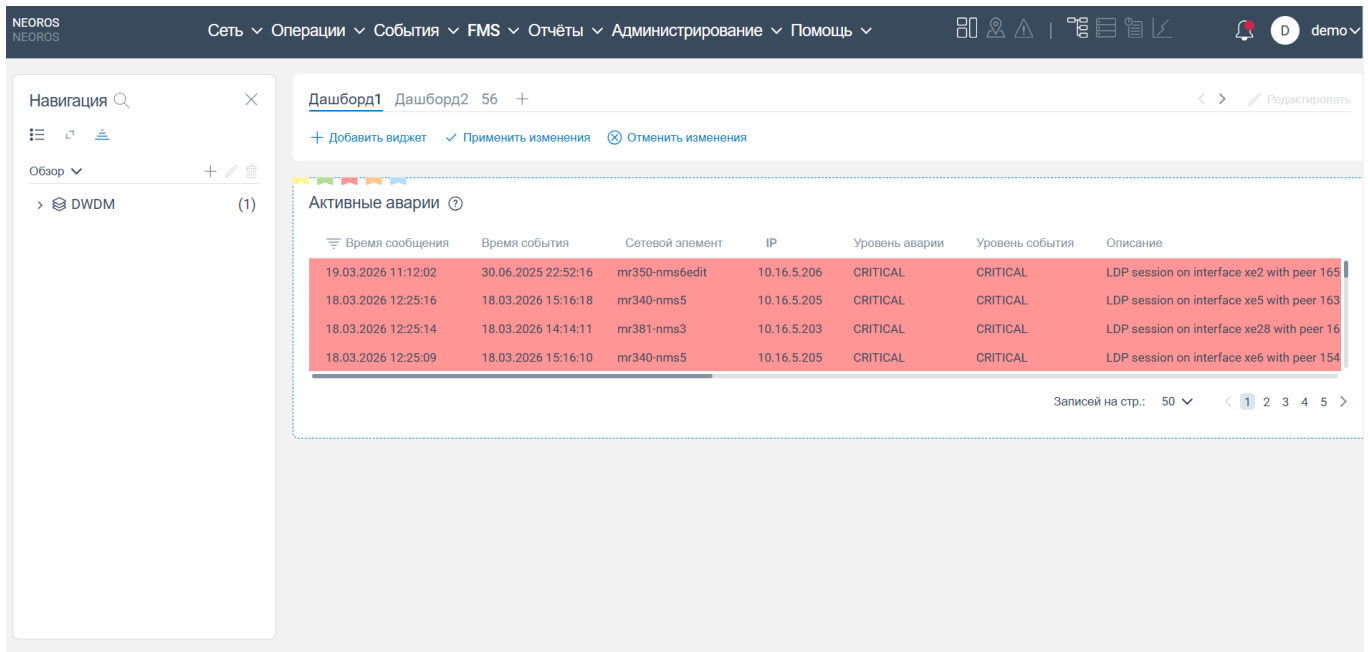 NEOROS
NEOROS
Сеть Операции События FMS Отчёты Администрирование Помощь
D demo
Навигация
Обзор
DWDM (1)
Дашборд1 Дашборд2 56
Редактировать
Добавить виджет Применить изменения Отменить изменения
Активные аварии ?
Время сообщения Время события Сетевой элемент IP Уровень аварии Уровень события Описание
19.03.2026 11:12:02 30.06.2025 22:52:16 mr350-nms6edit 10.16.5.206 CRITICAL CRITICAL LDP session on interface xe2 with peer 165
18.03.2026 12:25:16 18.03.2026 15:16:18 mr340-nms5 10.16.5.205 CRITICAL CRITICAL LDP session on interface xe5 with peer 163
18.03.2026 12:25:14 18.03.2026 14:14:11 mr381-nms3 10.16.5.203 CRITICAL CRITICAL LDP session on interface xe28 with peer 16
18.03.2026 12:25:09 18.03.2026 15:16:10 mr340-nms5 10.16.5.205 CRITICAL CRITICAL LDP session on interface xe6 with peer 154
Записей на стр.: 50 1 2 3 4 5